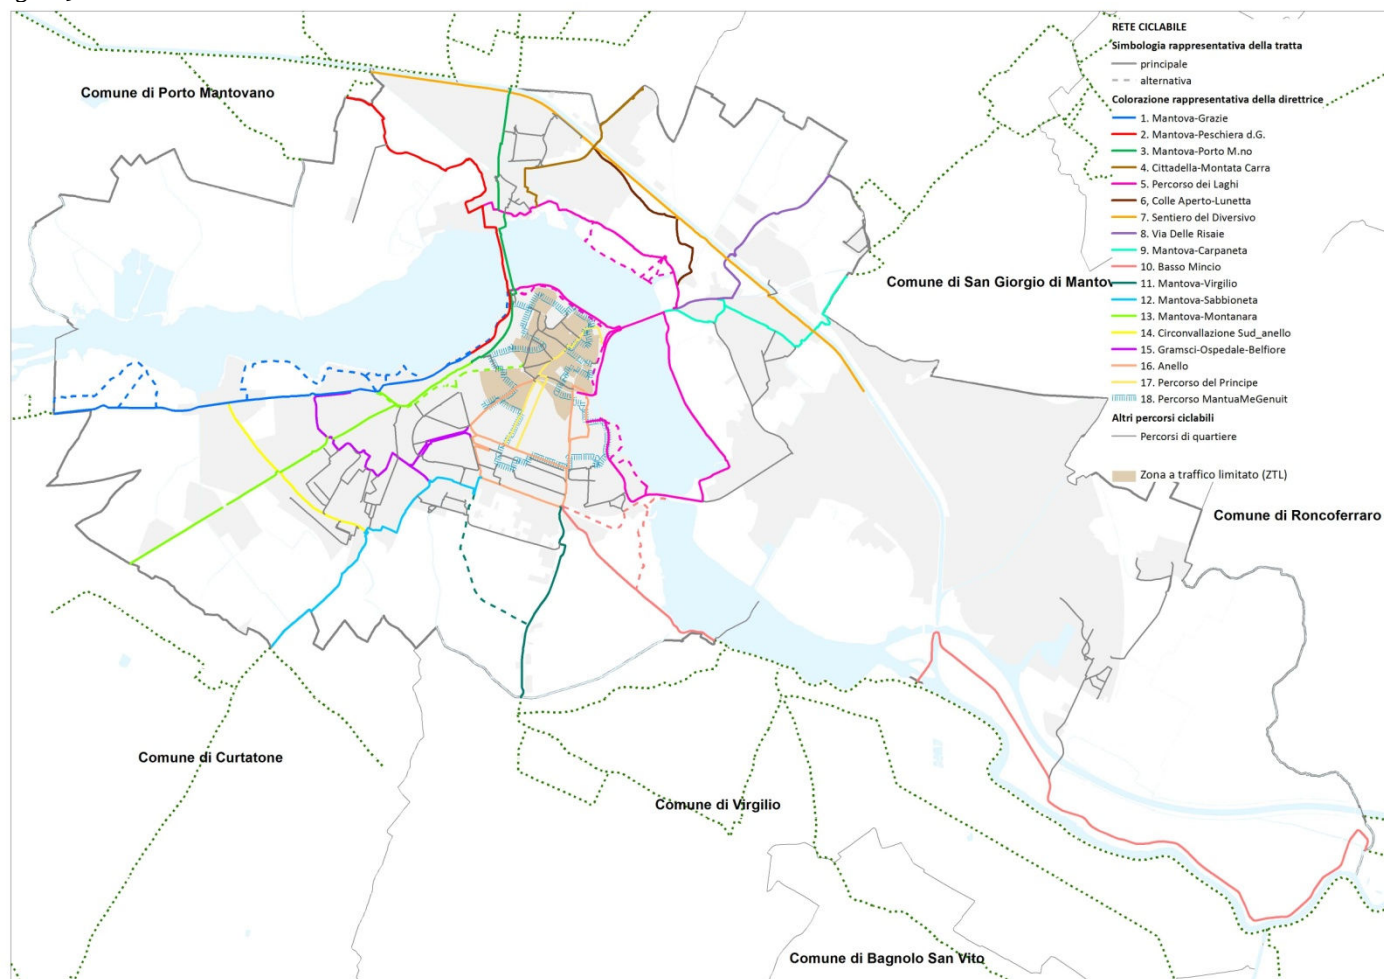 RETE CICLABILE
Simbologia rappresentativa della tratta
principale
alternativa
Colorazione rappresentativa della direttrice
1. Mantova-Grazie
2. Mantova-Peschiera d.G.
3. Mantova-Porto M.no
4. Cittadella-Montata Carra
5. Percorso dei Laghi
6, Colle Aperto-Lunetta
7. Sentiero del Diversivo
8. Via Delle Risaie
9. Mantova-Carpaneta
10. Basso Mincio
11. Mantova-Virgilio
12. Mantova-Sabbioneta
13. Mantova-Montanara
14. Circonvallazione Sud_anello
15. Gramsci-Ospedale-Belfiore
16. Anello
17. Percorso del Principe
18. Percorso MantuaMeGenuit
Altri percorsi ciclabili
Percorsi di quartiere
Zona a traffico limitato (ZTL)
Comune di Porto Mantovano
Comune di San Giorgio di Mantov
Comune di Roncoferraro
Comune di Curtatone
Comune di Virgilio
Comune di Bagnolo San Vito